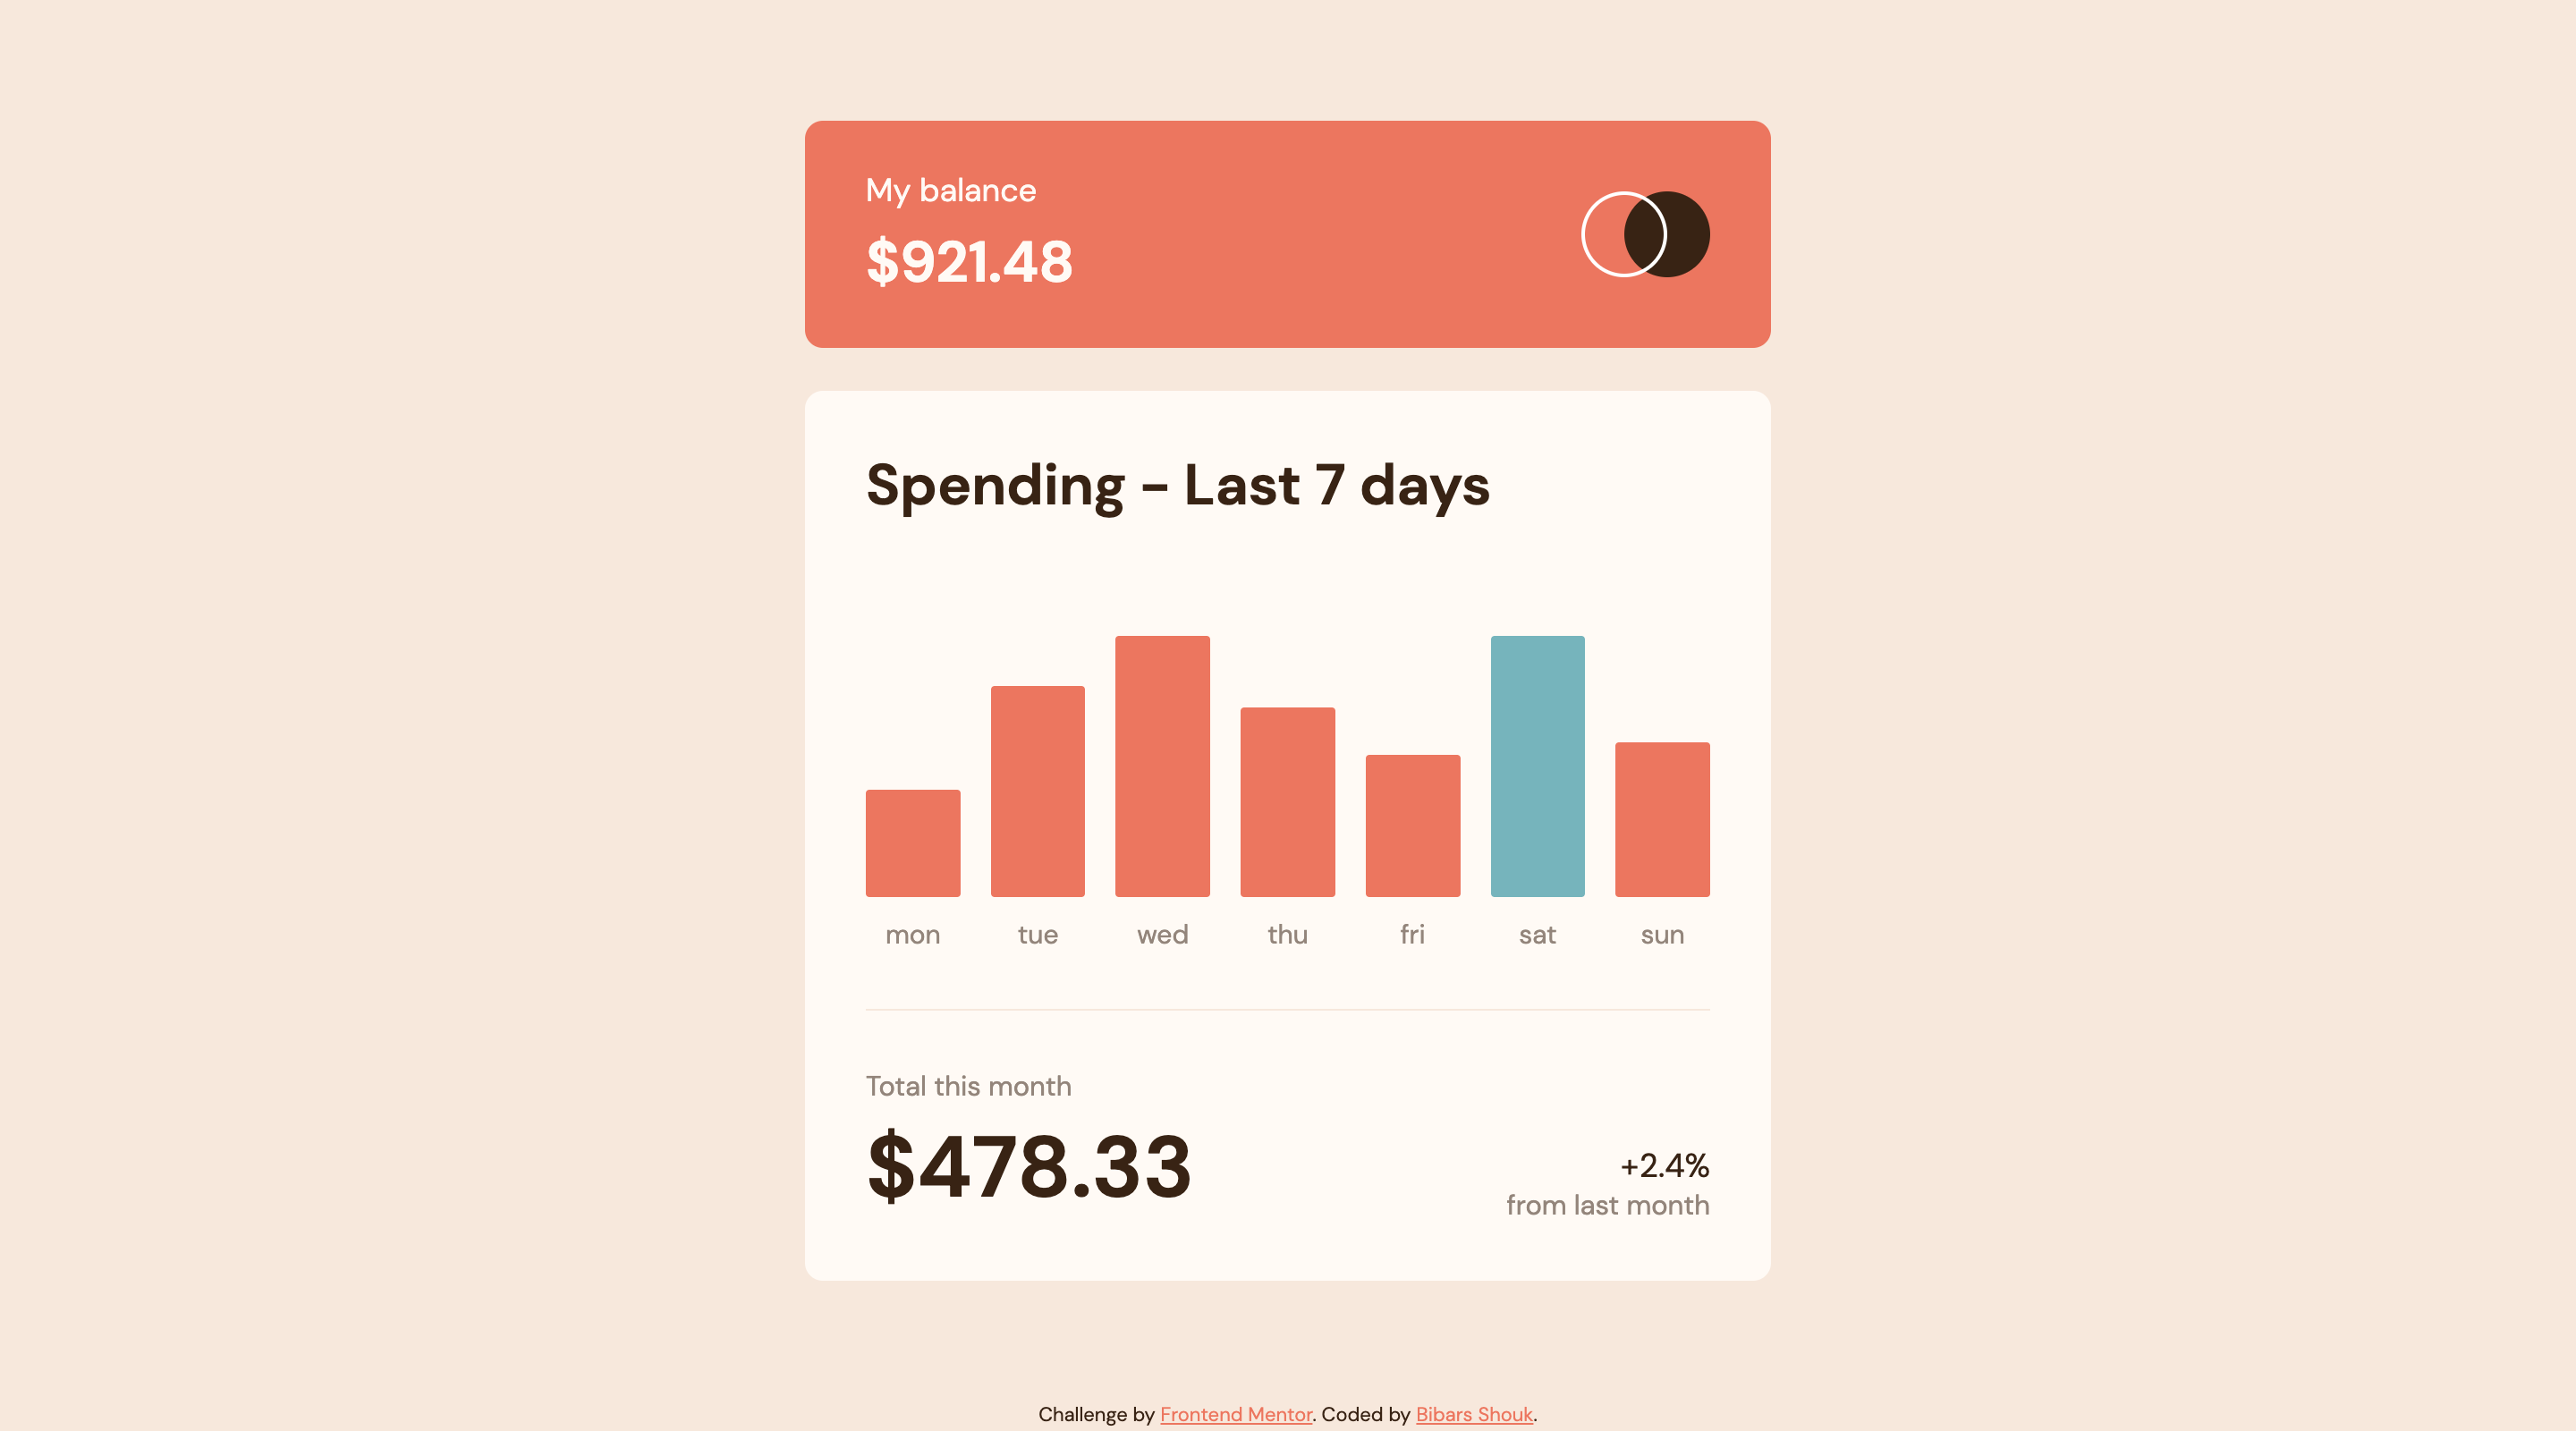 My balance
$921.48
Spending - Last 7 days
mon tue wed thu fri sat sun
Total this month
$478.33
+2.4%
from last month
Challenge by Frontend Mentor. Coded by Bibars Shouk.